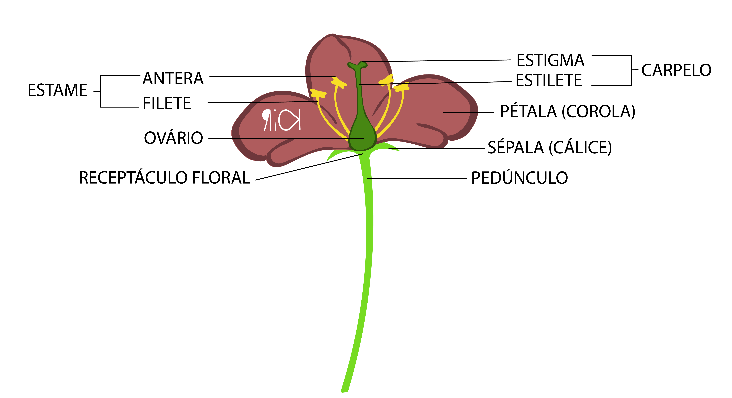 ESTAME
ANTERA
FILETE
OVÁRIO
RECEPTÁCULO FLORAL
ESTIGMA
ESTILETE
CARPELO
PÉTALA (COROLA)
SÉPALA (CÁLICE)
PEDÚNCULO